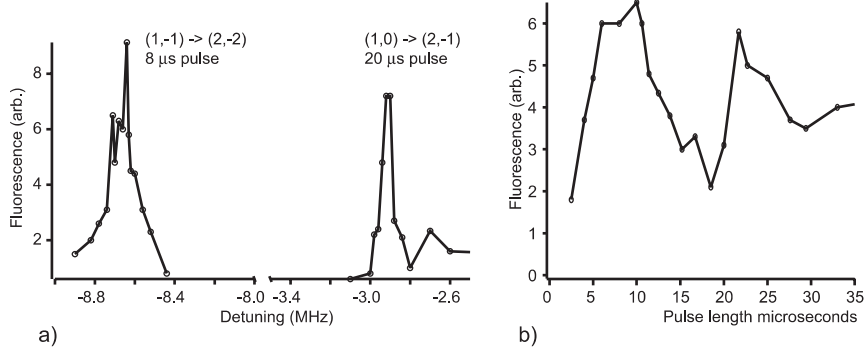 (1,-1) -> (2,-2)
8 µs pulse
(1,0) -> (2,-1)
20 µs pulse
Fluorescence (arb.)
8
6
4
2
-8.8
-8.4
-8.0
-3.4
-3.0
-2.6
Detuning (MHz)
a)
Fluorescence (arb.)
6
5
4
3
2
1
0
0
5
10
15
20
25
30
35
Pulse length microseconds
b)